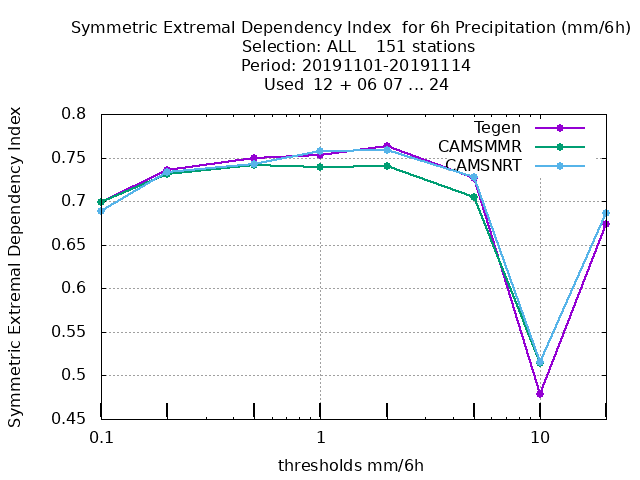 Symmetric Extremal Dependency Index  for 6h Precipitation (mm/6h)
Selection: ALL    151 stations
Period: 20191101-20191114
Used  12 + 06 07 ... 24
Symmetric Extremal Dependency Index
0.8
0.75
0.7
0.65
0.6
0.55
0.5
0.45
Tegen
CAMSMMR
CAMSNRT
0.1 1 10
thresholds mm/6h